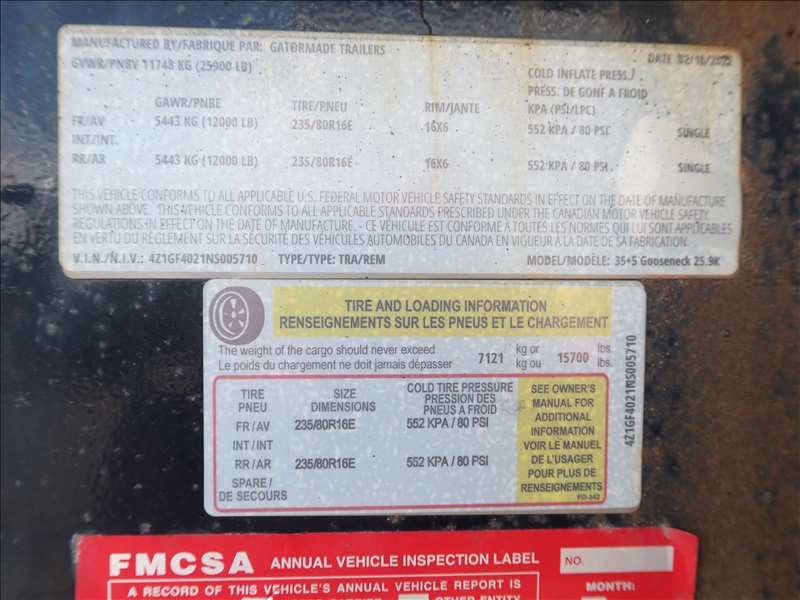 MANUFACTURED BY/FABRIQUE PAR: GATORMADE TRAILERS
GVWR/PNBV 11748 KG (25900 LB) DATE 02/18/2022
COLD INFLATE PRESS./
PRESS. DE GONF A FROID
GAWR/PNBE TIRE/PNEU RIM/JANTE KPA (PSI/LPC)
FR/AV 5443 KG (12000 LB) 235/80R16E 16X6 552 KPA / 80 PSI SINGLE
INT/INT.
RR/AR 5443 KG (12000 LB) 235/80R16E 16X6 552 KPA / 80 PSI SINGLE
THIS VEHICLE CONFORMS TO ALL APPLICABLE U.S. FEDERAL MOTOR VEHICLE SAFETY STANDARDS IN EFFECT ON THE DATE OF MANUFACTURE
SHOWN ABOVE. THIS VEHICLE CONFORMS TO ALL APPLICABLE STANDARDS PRESCRIBED UNDER THE CANADIAN MOTOR VEHICLE SAFETY
REGULATIONS IN EFFECT ON THE DATE OF MANUFACTURE. - CE VÉHICULE EST CONFORME À TOUTES LES NORMES QUI LUI SONT APPLICABLES
EN VERTU DU RÈGLEMENT SUR LA SÉCURITÉ DES VÉHICULES AUTOMOBILES DU CANADA EN VIGUEUR À LA DATE DE SA FABRICATION.
V.I.N./N.I.V.: 4Z1GF4021NS005710 TYPE/TYPE: TRA/REM MODEL/MODÈLE: 35+5 Gooseneck 25.9K
TIRE AND LOADING INFORMATION
RENSEIGNEMENTS SUR LES PNEUS ET LE CHARGEMENT
The weight of the cargo should never exceed 7121 kg or 15700 lbs.
Le poids du chargement ne doit jamais dépasser kg ou lbs.
TIRE SIZE COLD TIRE PRESSURE
PNEU DIMENSIONS PRESSION DES
PNEUS A FROID
FR/AV 235/80R16E 552 KPA / 80 PSI
INT/INT
RR/AR 235/80R16E 552 KPA / 80 PSI
SPARE/
DE SECOURS
SEE OWNER'S
MANUAL FOR
ADDITIONAL
INFORMATION
VOIR LE MANUEL
DE L'USAGER
POUR PLUS DE
RENSEIGNEMENTS
FD-342
4Z1GF4021NS005710
FMCSA ANNUAL VEHICLE INSPECTION LABEL NO.
A RECORD OF THIS VEHICLE'S ANNUAL VEHICLE REPORT IS MONTH:
OTHER ENTITY